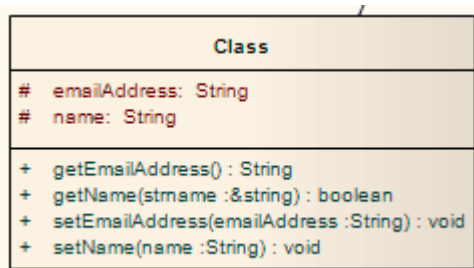 Class
# emailAddress: String
# name: String
+ getEmailAddress() : String
+ getName(strname :&string) : boolean
+ setEmailAddress(emailAddress :String) : void
+ setName(name :String) : void